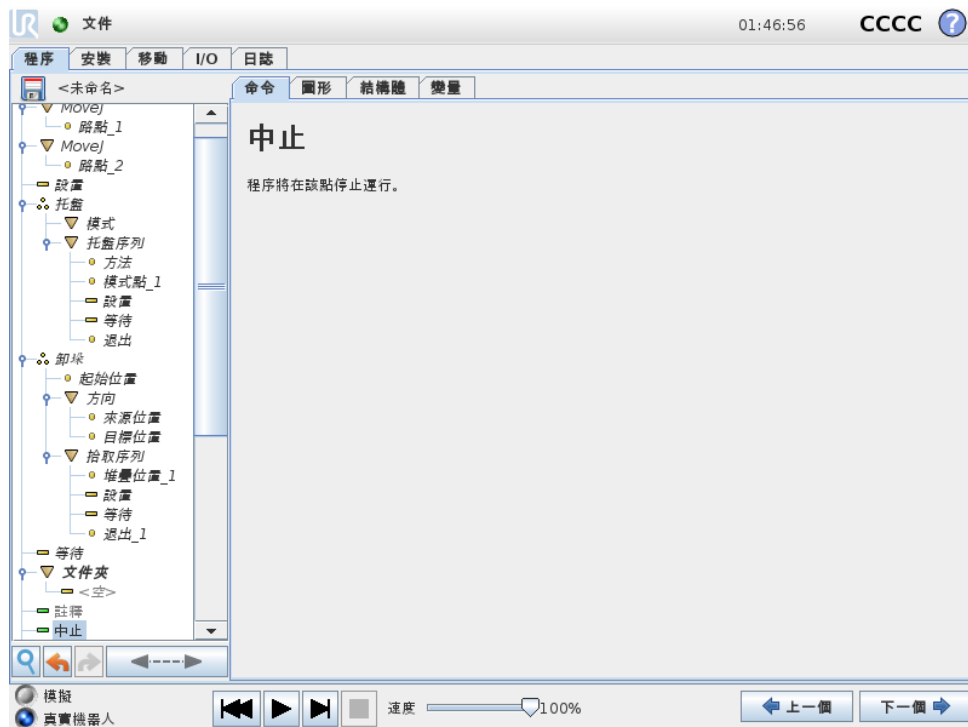 UR 文件 01:46:56 CCCC ?
程序 安裝 移動 I/O 日誌
<未命名>
命令 圖形 結構體 變量
MoveJ
路點_1
MoveJ
路點_2
設置
托盤
模式
托盤序列
方法
模式點_1
設置
等待
退出
卸垛
起始位置
方向
來源位置
目標位置
拾取序列
堆疊位置_1
設置
等待
退出_1
等待
文件夾
<空>
註釋
中止
中止
程序將在該點停止運行。
模擬
真實機器人
速度 100%
上一個 下一個